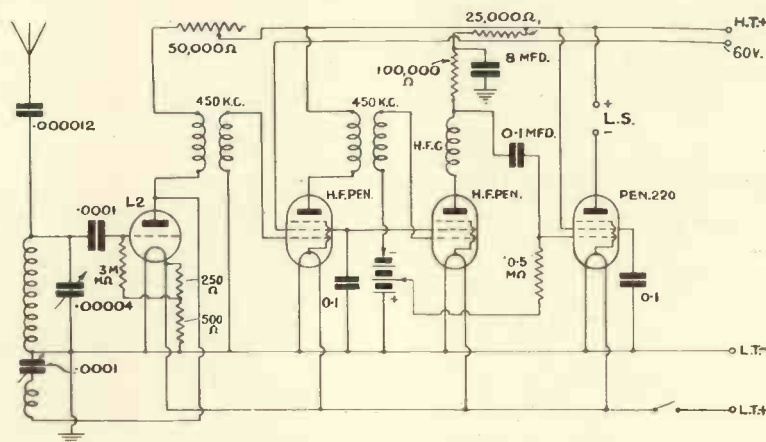 25,000Ω
H.T.+
50,000Ω
60V.
100,000
Ω
8 MFD.
450 K.C.
450 K.C.
+
L.S.
-
.000012
0.1 MFD.
H.F.C
L2
H.F. PEN.
H.F. PEN.
PEN. 220
.0001
3 M
Ω
250
Ω
-
0.5
MΩ
.00004
500
Ω
0.1
+
0.1
.0001
L.T.-
L.T.+